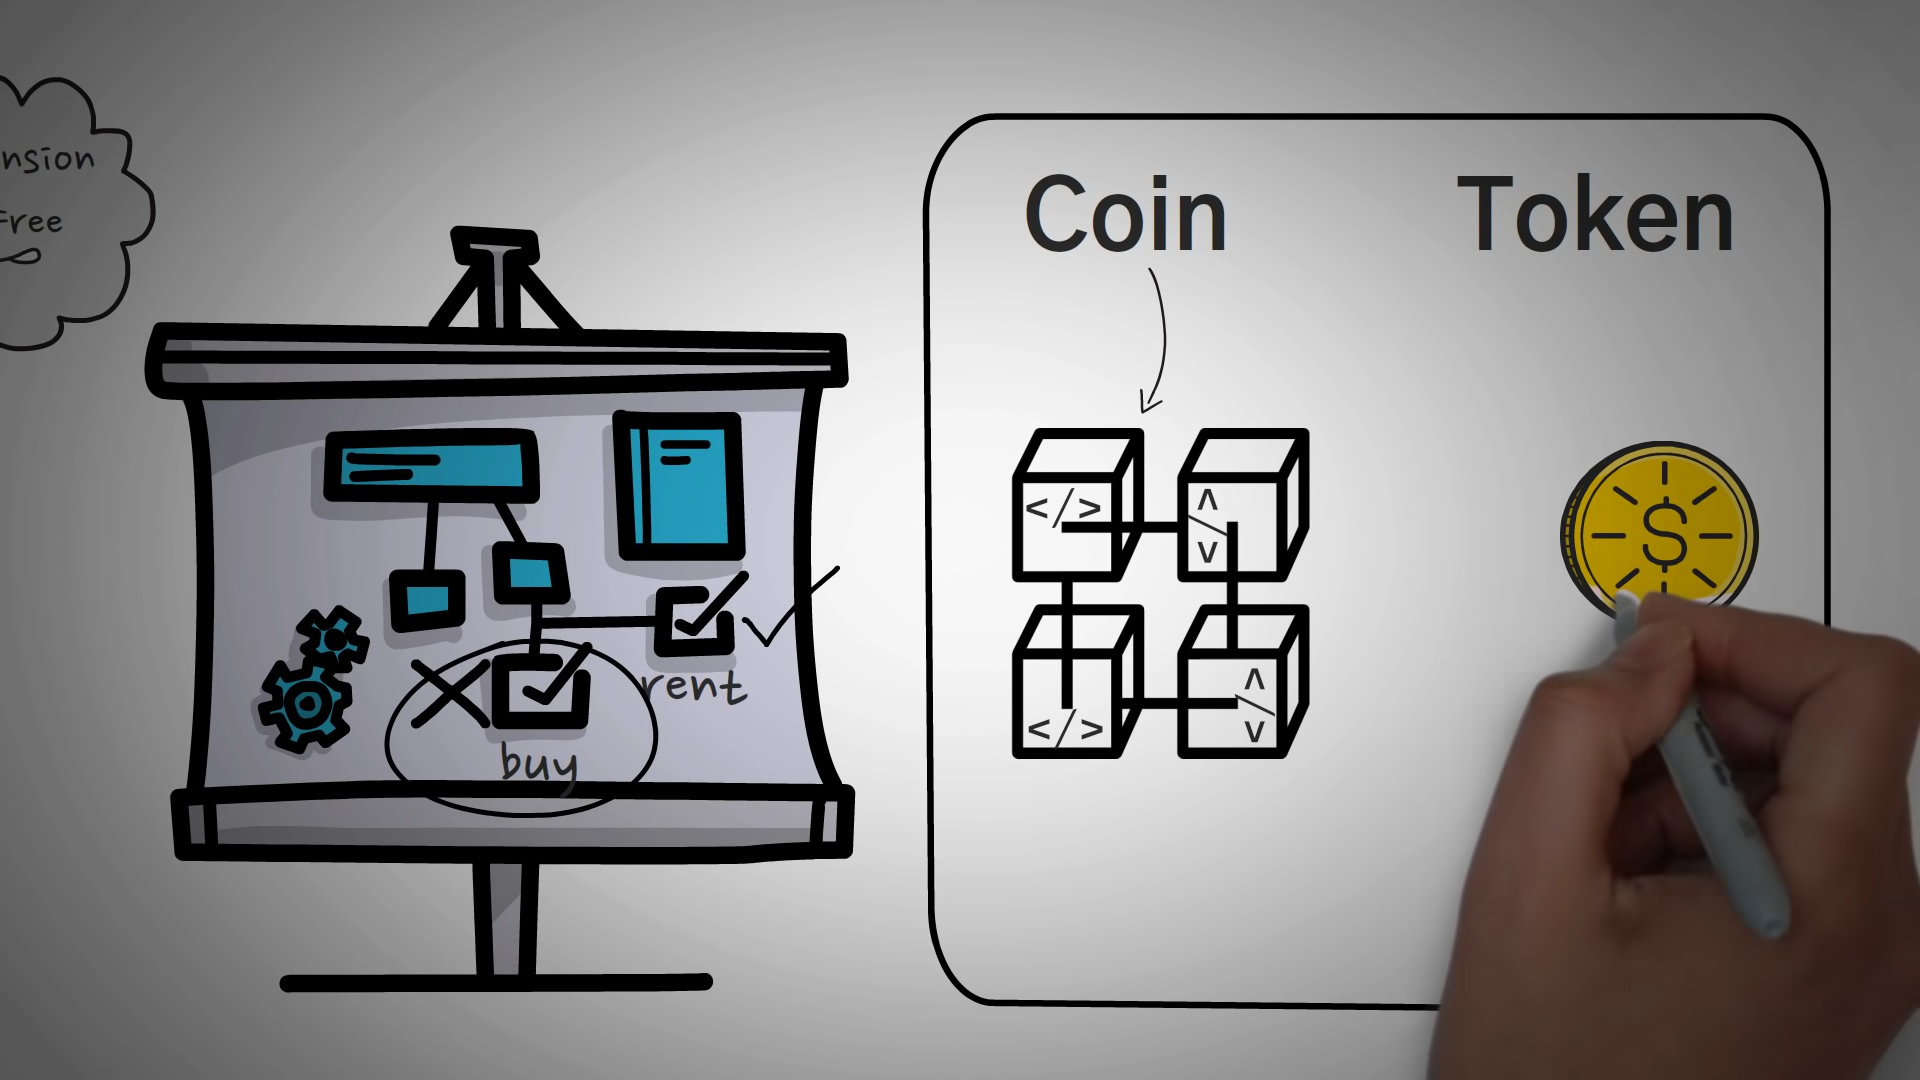 nsion
Free
Coin
Token
</>
</>
</>
</>
$
rent
buy